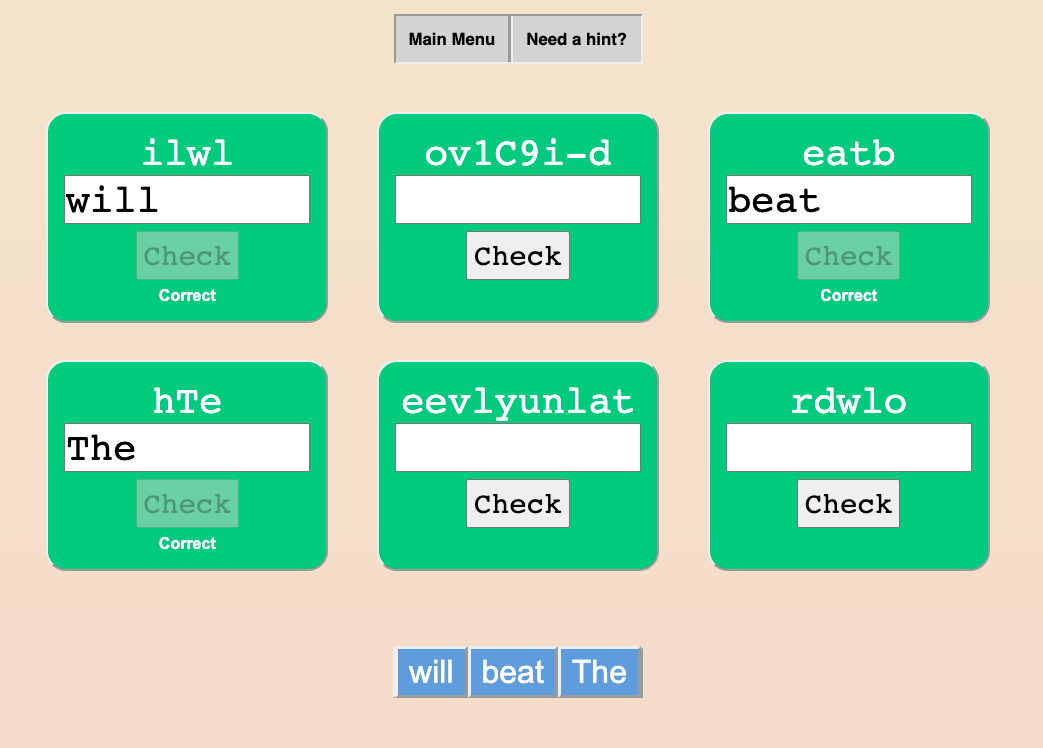 Main Menu Need a hint?
ilwl
will
Check
Correct
ov1C9i-d
Check
eatb
beat
Check
Correct
hTe
The
Check
Correct
eevlyunlat
Check
rdwlo
Check
will beat The